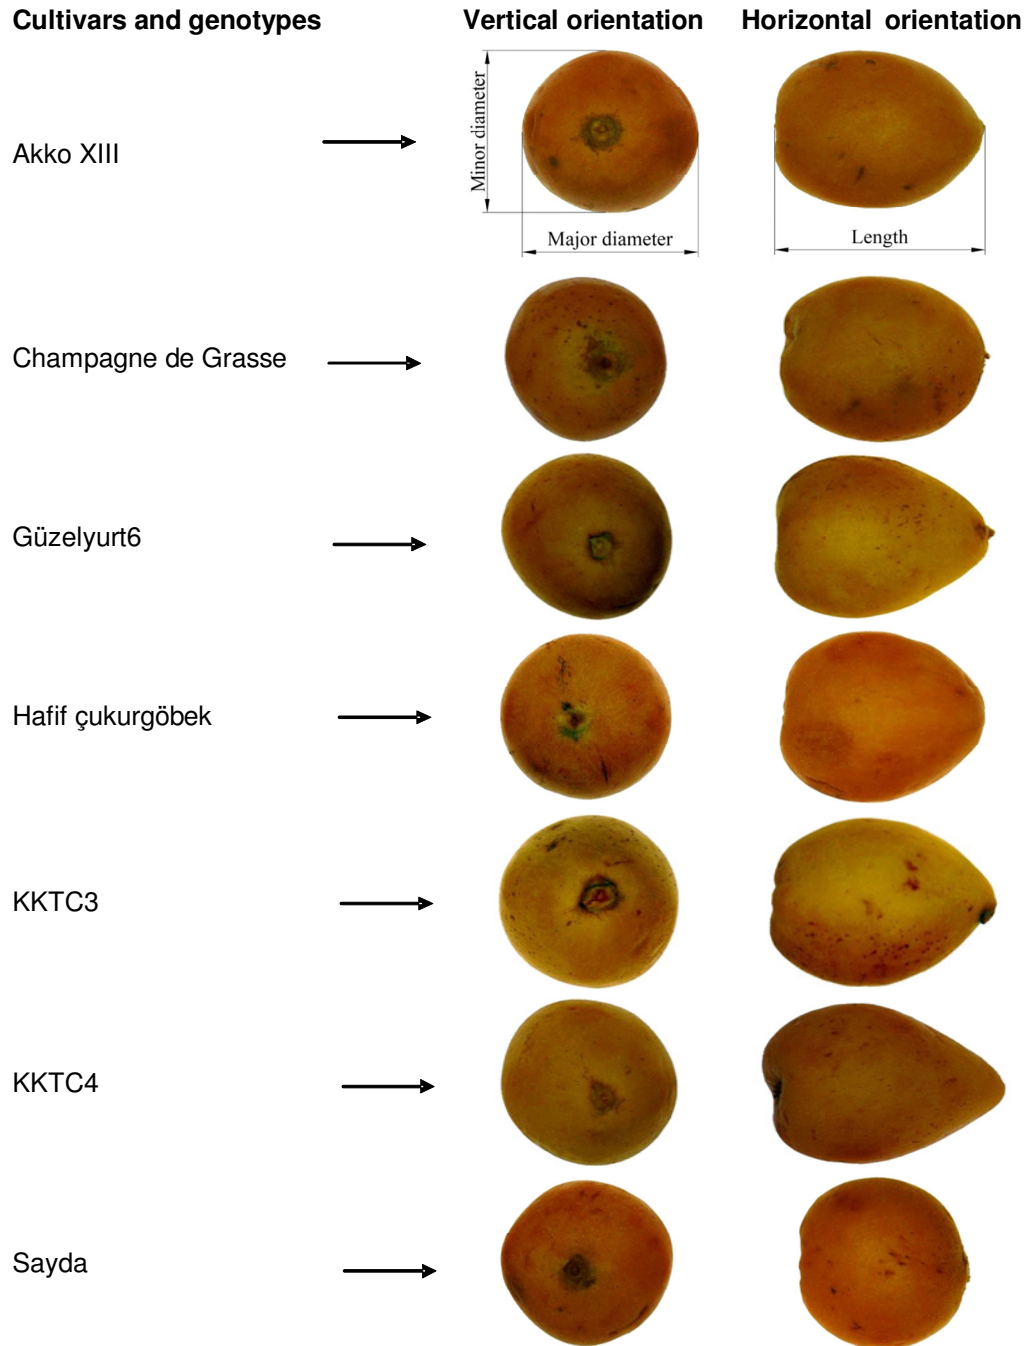 Cultivars and genotypes Vertical orientation Horizontal orientation
Akko XIII
Minor diameter
Major diameter
Length
Champagne de Grasse
Güzelyurt6
Hafif çukurgöbek
KKTC3
KKTC4
Sayda